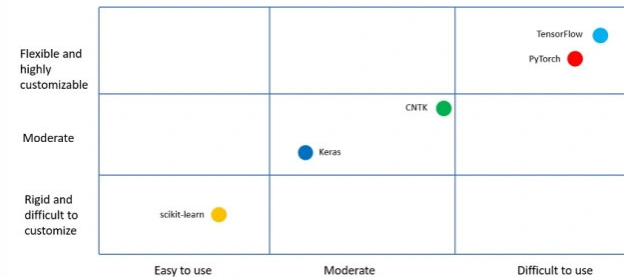 TensorFlow
Flexible and
highly
customizable
PyTorch
CNTK
Moderate
Keras
Rigid and
difficult to
customize
scikit-learn
Easy to use
Moderate
Difficult to use